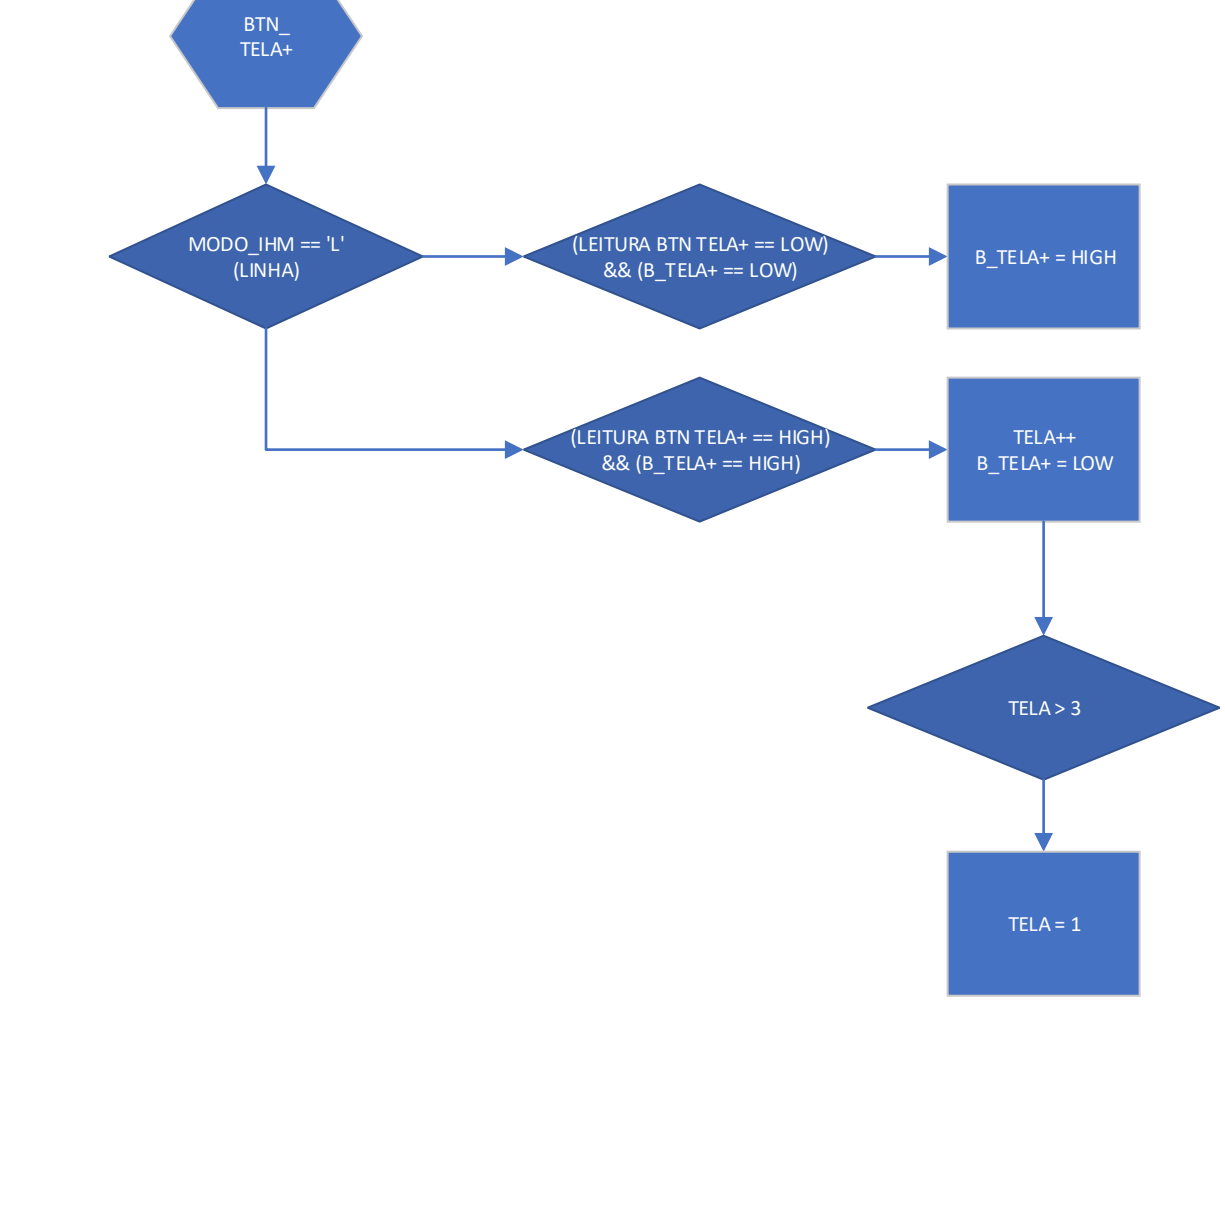 BTN_
TELA+
MODO_IHM == 'L'
(LINHA)
(LEITURA BTN TELA+ == LOW)
&& (B_TELA+ == LOW)
B_TELA+ = HIGH
(LEITURA BTN TELA+ == HIGH)
&& (B_TELA+ == HIGH)
TELA++
B_TELA+ = LOW
TELA > 3
TELA = 1